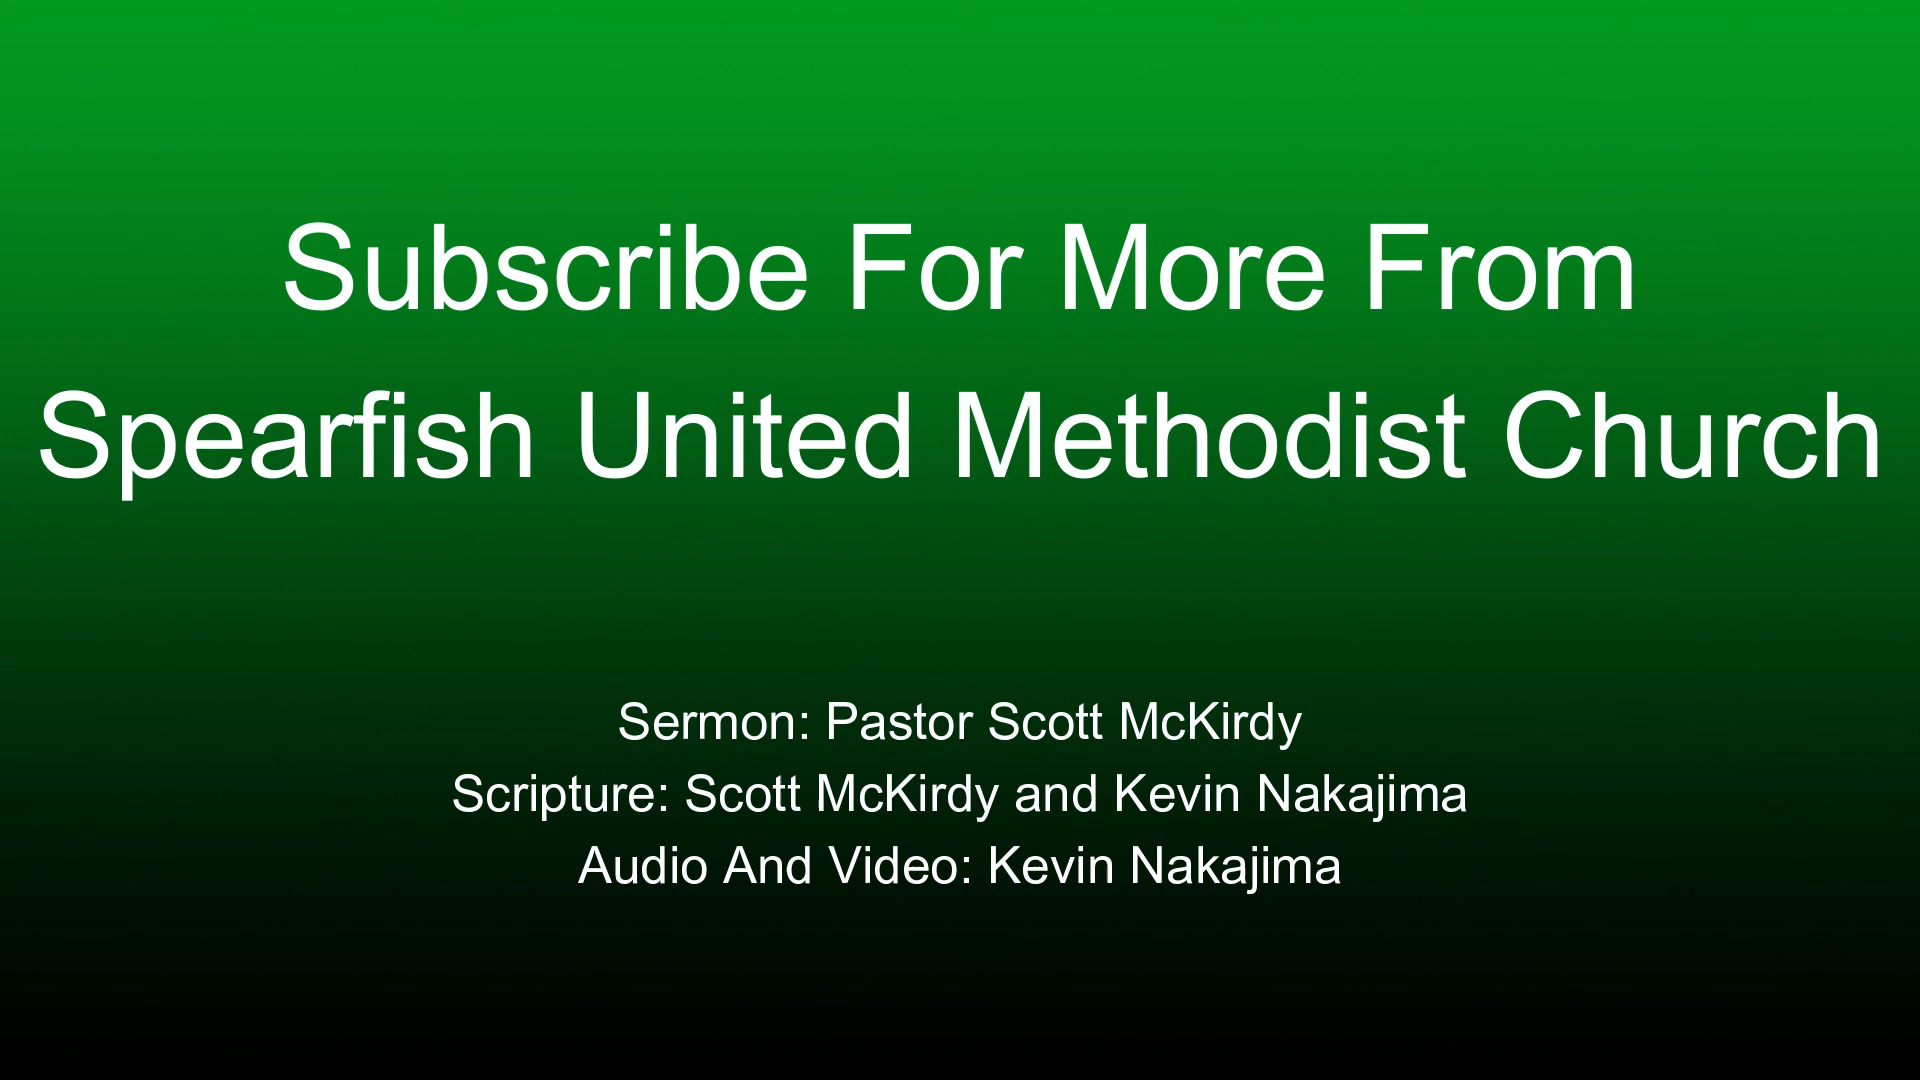 Subscribe For More From
Spearfish United Methodist Church
Sermon: Pastor Scott McKirdy
Scripture: Scott McKirdy and Kevin Nakajima
Audio And Video: Kevin Nakajima